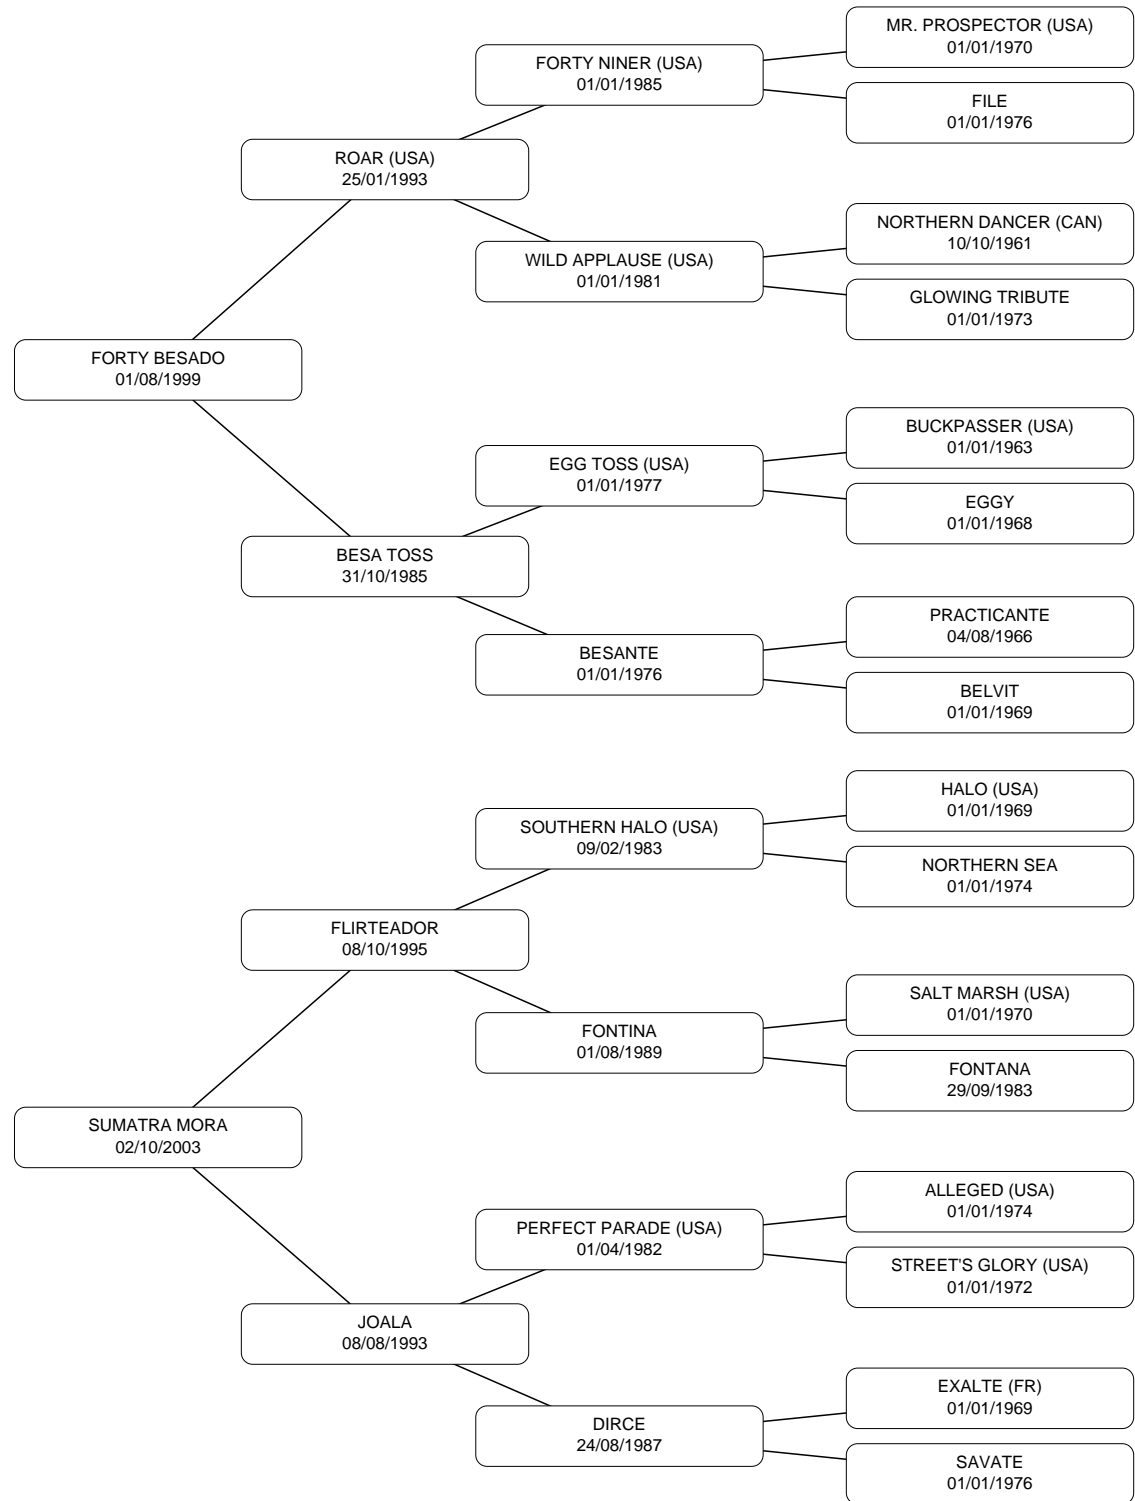 MR. PROSPECTOR (USA)
01/01/1970
FORTY NINER (USA)
01/01/1985
FILE
01/01/1976
ROAR (USA)
25/01/1993
NORTHERN DANCER (CAN)
10/10/1961
WILD APPLAUSE (USA)
01/01/1981
GLOWING TRIBUTE
01/01/1973
FORTY BESADO
01/08/1999
BUCKPASSER (USA)
01/01/1963
EGG TOSS (USA)
01/01/1977
EGGY
01/01/1968
BESA TOSS
31/10/1985
PRACTICANTE
04/08/1966
BESANTE
01/01/1976
BELVIT
01/01/1969
HALO (USA)
01/01/1969
SOUTHERN HALO (USA)
09/02/1983
NORTHERN SEA
01/01/1974
FLIRTEADOR
08/10/1995
SALT MARSH (USA)
01/01/1970
FONTINA
01/08/1989
FONTANA
29/09/1983
SUMATRA MORA
02/10/2003
ALLEGED (USA)
01/01/1974
PERFECT PARADE (USA)
01/04/1982
STREET'S GLORY (USA)
01/01/1972
JOALA
08/08/1993
EXALTE (FR)
01/01/1969
DIRCE
24/08/1987
SAVATE
01/01/1976